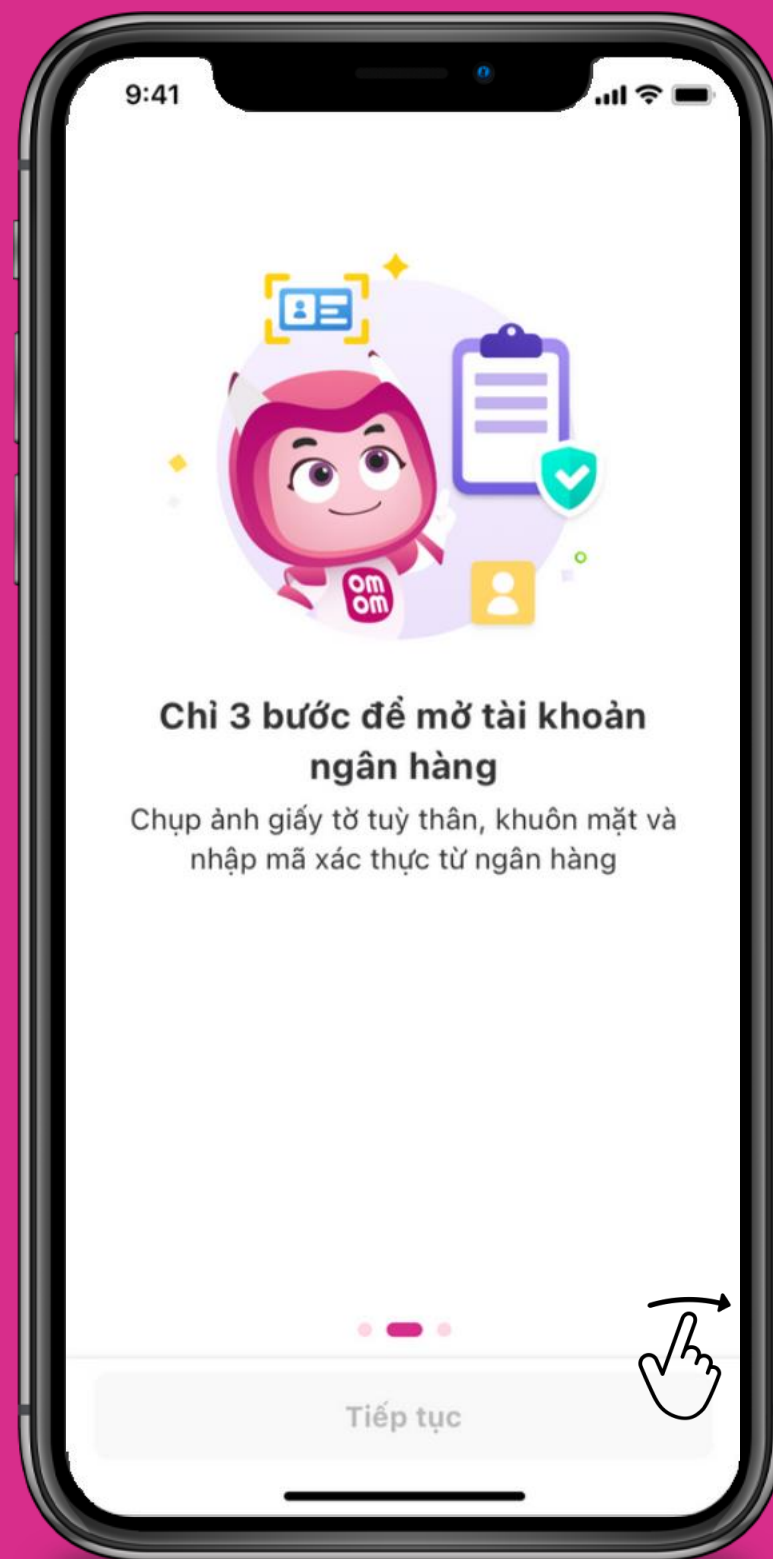 9:41
om
om
Chỉ 3 bước để mở tài khoản
ngân hàng
Chụp ảnh giấy tờ tuỳ thân, khuôn mặt và
nhập mã xác thực từ ngân hàng
Tiếp tục